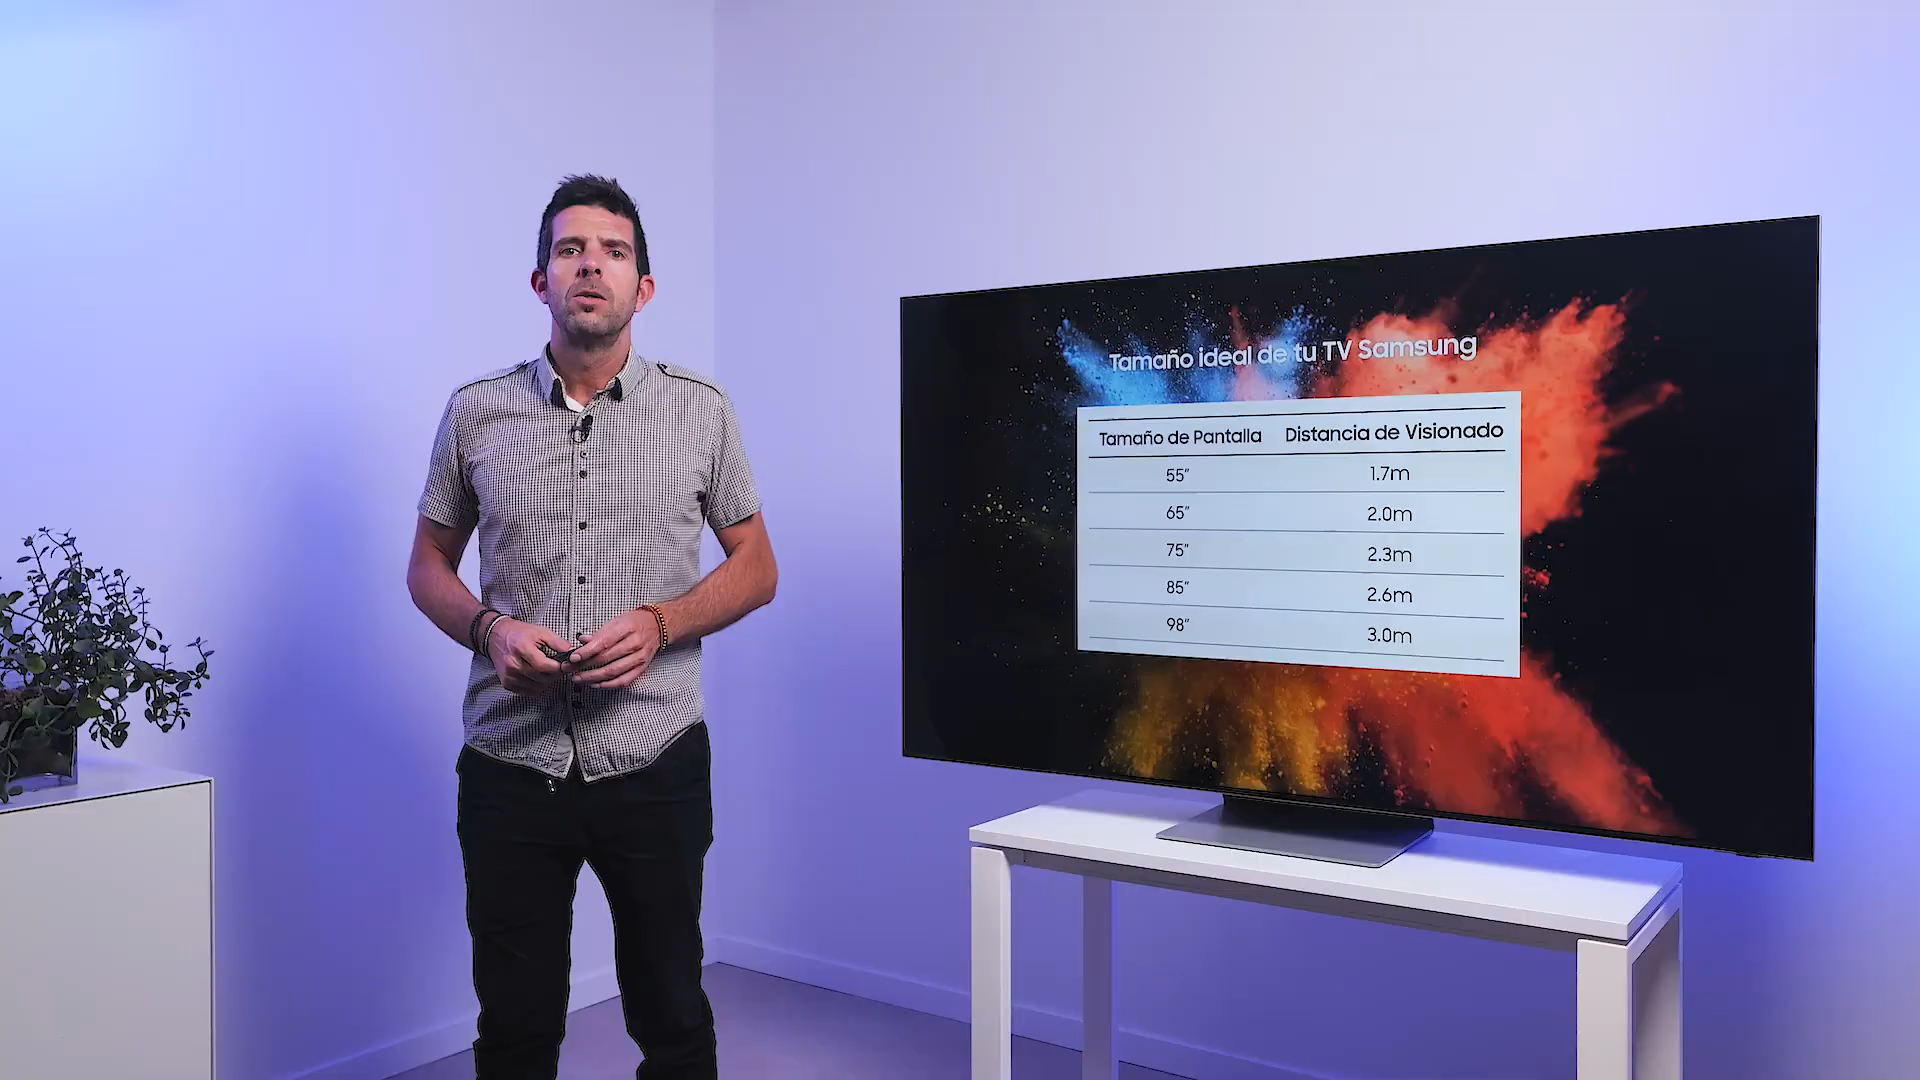 Tamaño ideal de tu TV Samsung
Tamaño de Pantalla Distancia de Visionado
55" 1.7m
65" 2.0m
75" 2.3m
85" 2.6m
98" 3.0m